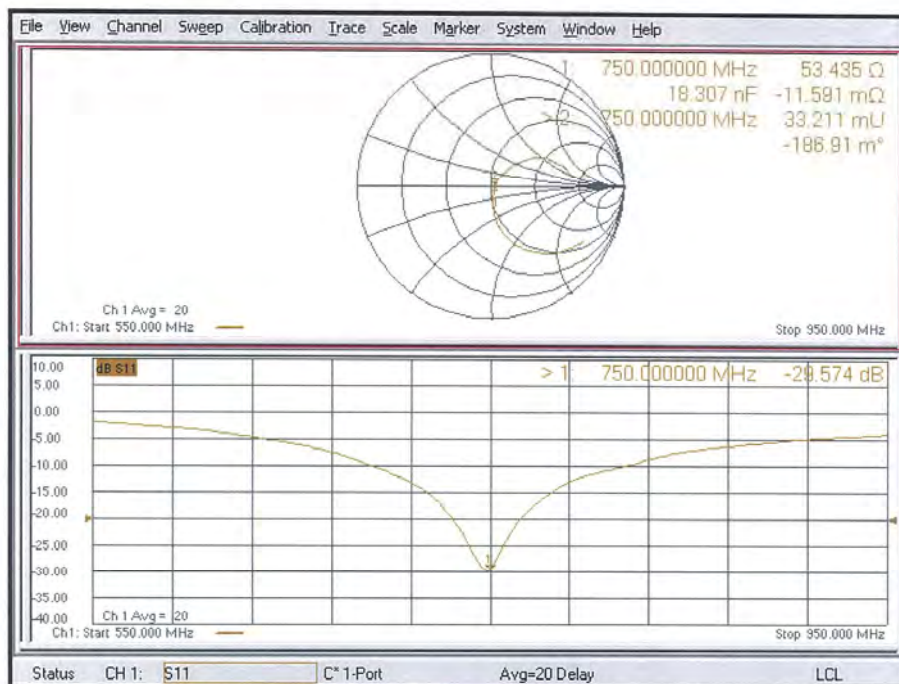 File View Channel Sweep Calibration Trace Scale Marker System Window Help
1: 750.000000 MHz 53.435 Ω
18.307 nF -11.591 mΩ
> 2: 750.000000 MHz 33.211 mU
-186.91 m°
Ch 1 Avg = 20
Ch1: Start 550.000 MHz
Stop 950.000 MHz
10.00 dB S11 > 1: 750.000000 MHz -29.574 dB
5.00
0.00
-5.00
-10.00
-15.00
-20.00
-25.00
-30.00 1
-35.00
-40.00 Ch 1 Avg = 20
Ch1: Start 550.000 MHz
Stop 950.000 MHz
Status CH 1: S11 C* 1-Port Avg=20 Delay LCL